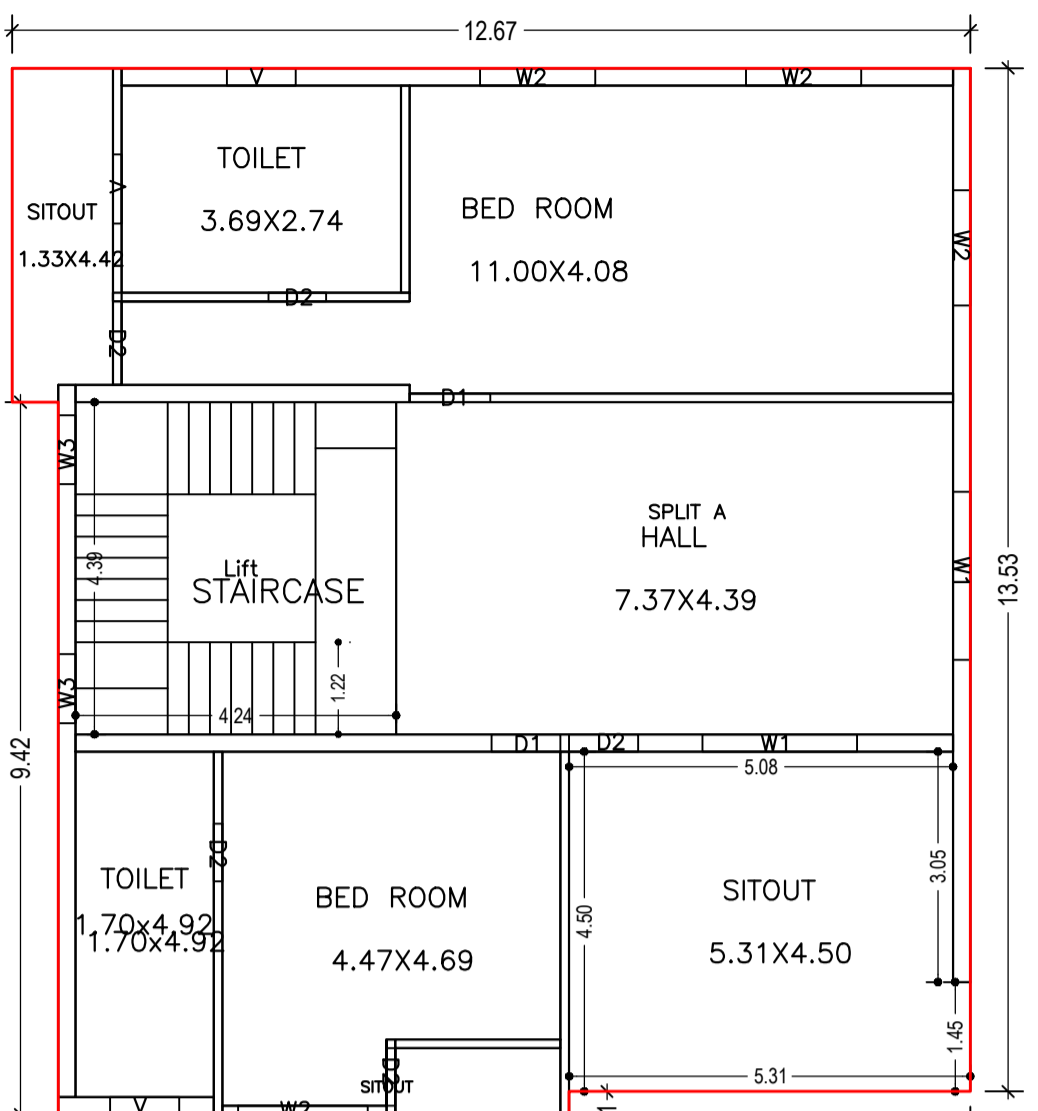 12.67
V
W2
W2
TOILET
3.69X2.74
V
SITOUT
1.33X4.42
BED ROOM
11.00X4.08
W2
D2
D2
D1
W3
4.39
Lift
STAIRCASE
SPLIT A
HALL
7.37X4.39
W1
13.53
W3
1.22
4.24
9.42
D1
D2
W1
5.08
D2
TOILET
1.70x4.92
1.70x4.92
BED ROOM
4.47X4.69
4.50
SITOUT
5.31X4.50
3.05
1.45
D2
SITOUT
5.31
V
W2
1